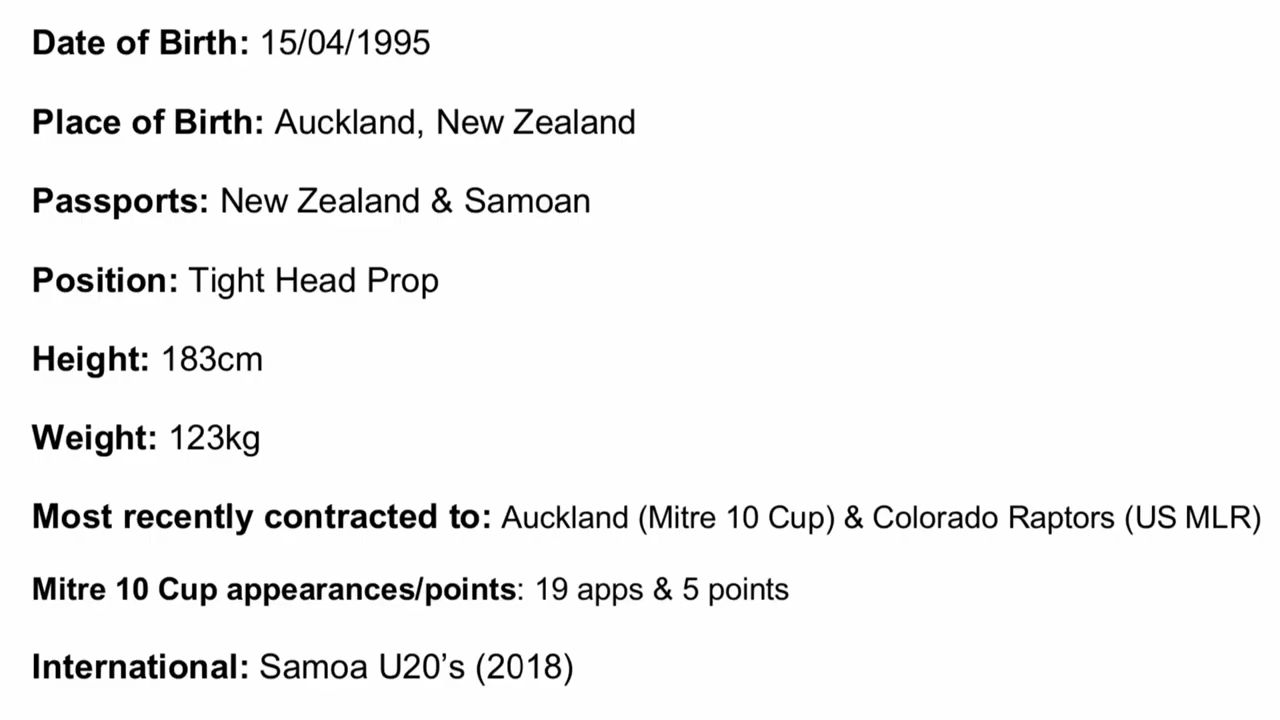 Date of Birth: 15/04/1995
Place of Birth: Auckland, New Zealand
Passports: New Zealand & Samoan
Position: Tight Head Prop
Height: 183cm
Weight: 123kg
Most recently contracted to: Auckland (Mitre 10 Cup) & Colorado Raptors (US MLR)
Mitre 10 Cup appearances/points: 19 apps & 5 points
International: Samoa U20’s (2018)